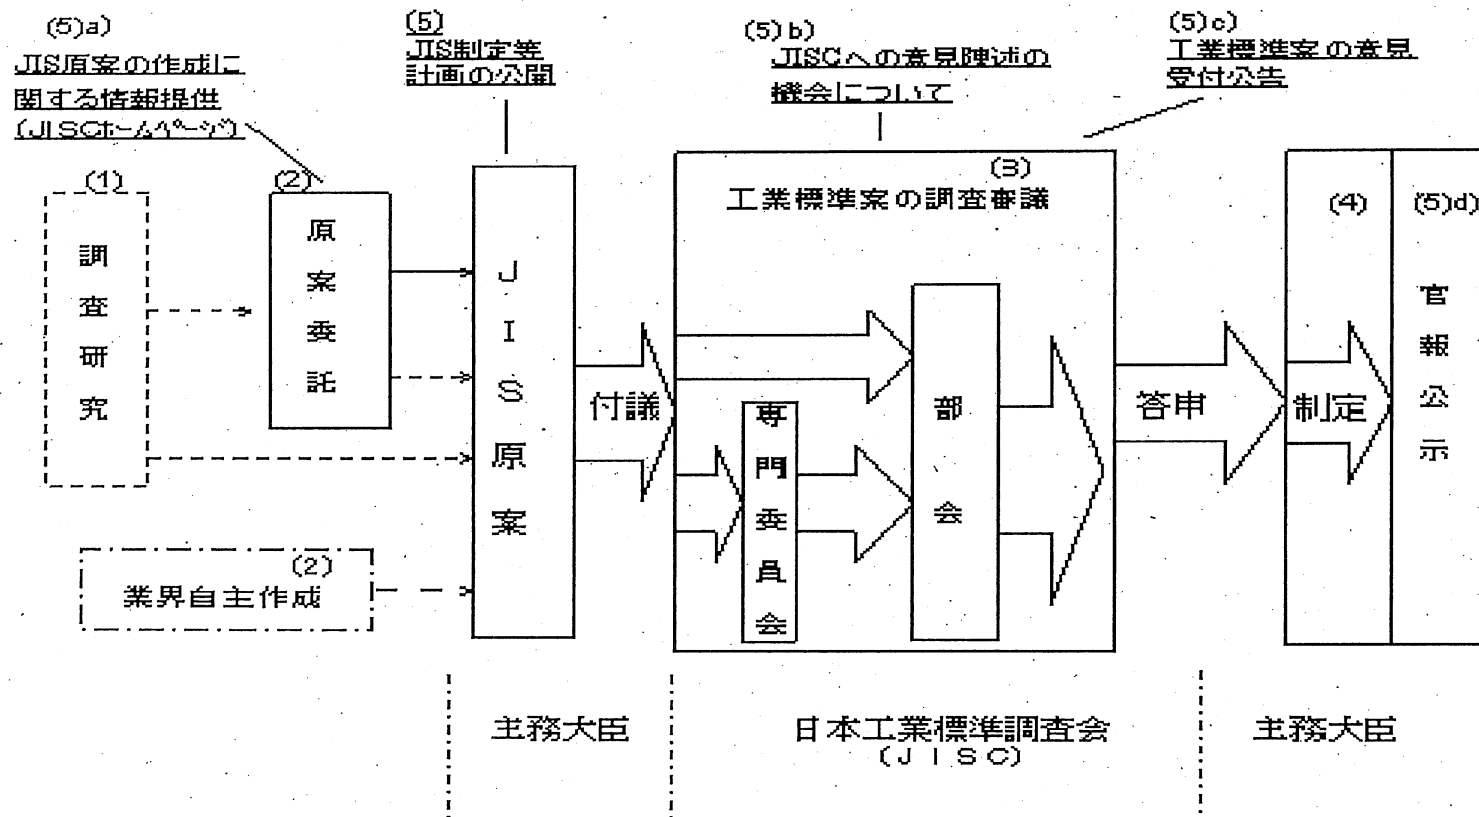 (5)a)
JIS原案の作成に
関する情報提供
(JISCﾎｰﾑﾍﾟｰｼﾞ)
(5)
JIS制定等
計画の公開
(5)b)
JISCへの意見陳述の
機会について
(5)c)
工業標準案の意見
受付公告
(1)
調査研究
(2)
原案委託
(2)
業界自主作成
JIS原案
付議
(3)
工業標準案の調査審議
専門委員会
部会
答申
(4)
制定
(5)d)
官報公示
主務大臣
日本工業標準調査会
(JISC)
主務大臣